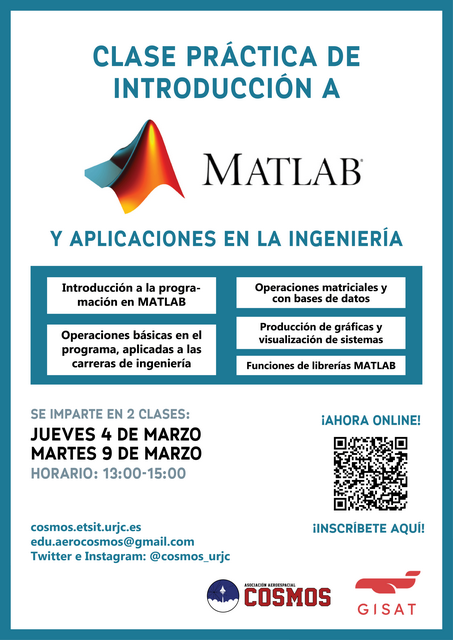 CLASE PRÁCTICA DE
INTRODUCCIÓN A
MATLAB®
Y APLICACIONES EN LA INGENIERÍA
Introducción a la progra-
mación en MATLAB
Operaciones básicas en el
programa, aplicadas a las
carreras de ingeniería
Operaciones matriciales y
con bases de datos
Producción de gráficas y
visualización de sistemas
Funciones de librerías MATLAB
SE IMPARTE EN 2 CLASES:
JUEVES 4 DE MARZO
MARTES 9 DE MARZO
HORARIO: 13:00-15:00
¡AHORA ONLINE!
¡INSCRÍBETE AQUÍ!
cosmos.etsit.urjc.es
edu.aerocosmos@gmail.com
Twitter e Instagram: @cosmos_urjc
ASOCIACIÓN AEROESPACIAL
COSMOS
GISAT